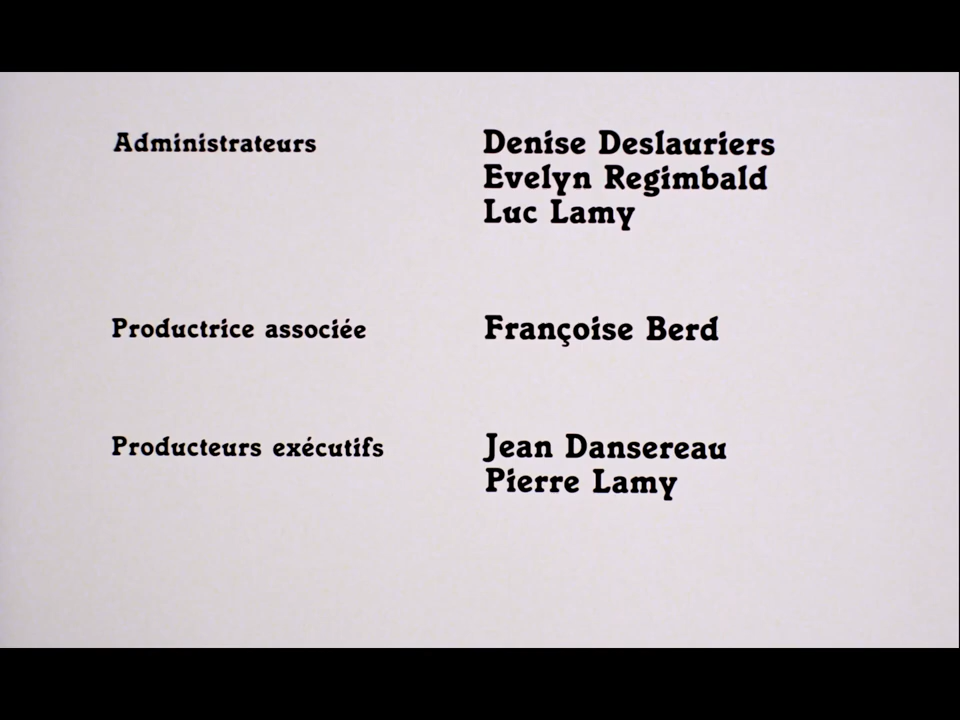 Administrateurs Denise Deslauriers
Evelyn Regimbald
Luc Lamy
Productrice associée Françoise Berd
Producteurs exécutifs Jean Dansereau
Pierre Lamy